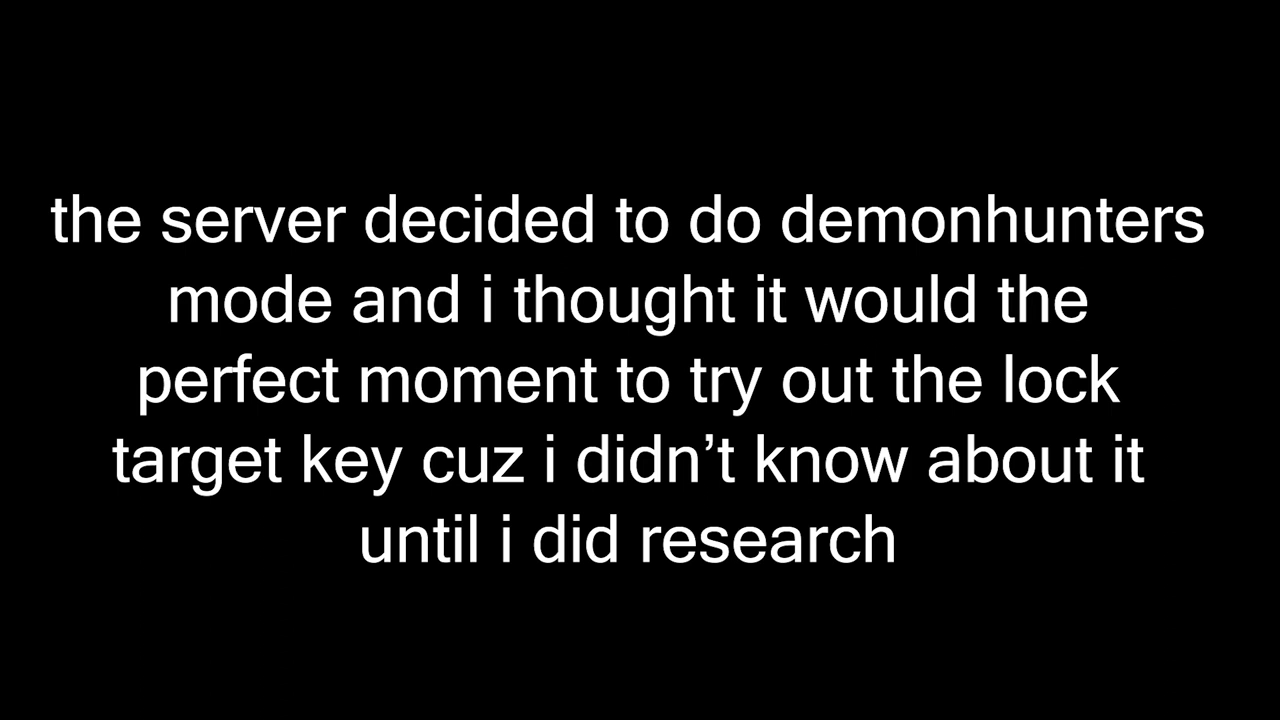 the server decided to do demonhunters
mode and i thought it would the
perfect moment to try out the lock
target key cuz i didn’t know about it
until i did research